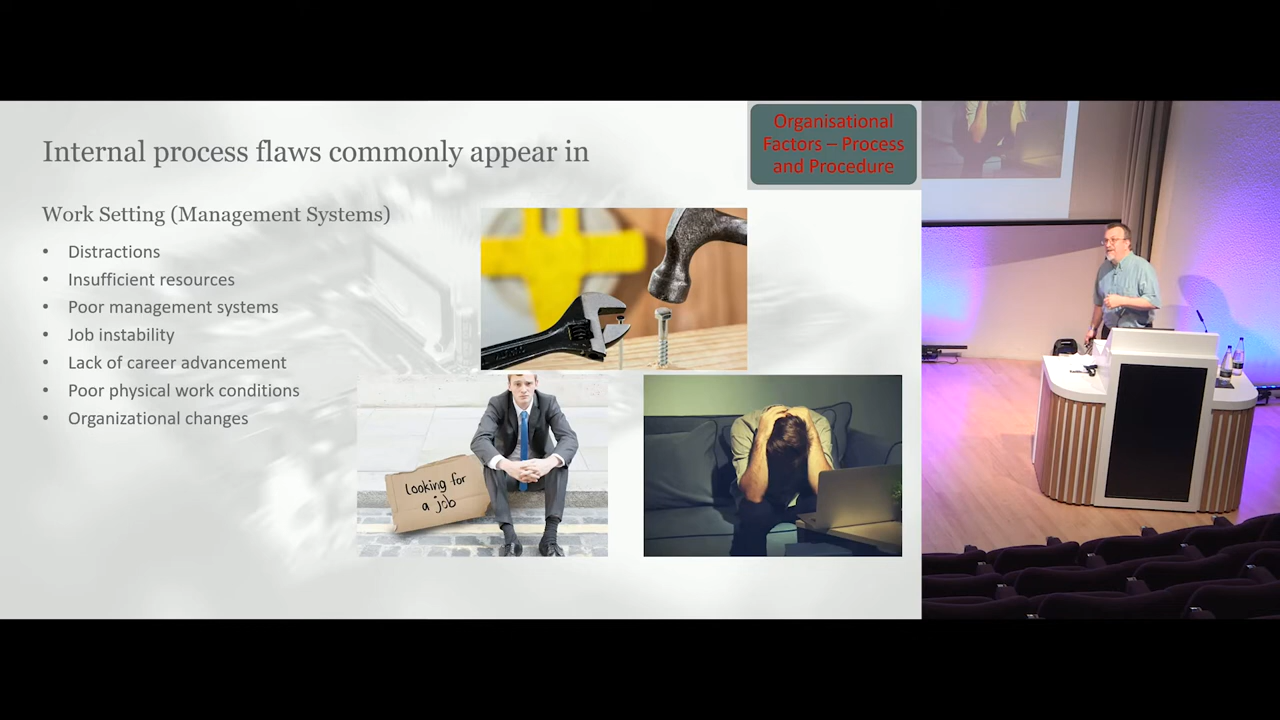 Internal process flaws commonly appear in
Organisational
Factors – Process
and Procedure
Work Setting (Management Systems)
• Distractions
• Insufficient resources
• Poor management systems
• Job instability
• Lack of career advancement
• Poor physical work conditions
• Organizational changes
looking for
a job